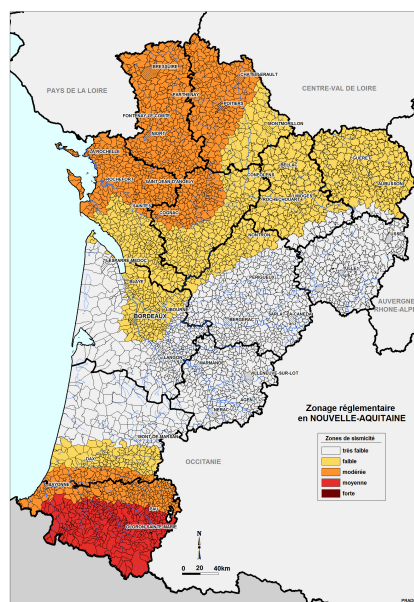 BRESSUIRE
CHATELLERAULT
PAYS DE LA LOIRE
CENTRE-VAL DE LOIRE
PARTHENAY
POITIERS
FONTENAY-LE-COMTE
MONTMORILLON
NIORT
LA ROCHELLE
BELLAC
GUERET
ROCHEFORT
SAINT-JEAN-D'ANGELY
CONFOLENS
AUBUSSON
LIMOGES
ROCHECHOUART
SAINTES
COGNAC
NONTRON
USSEL
LESPARRE-MEDOC
PERIGUEUX
BLAYE
AUVERGNE
RHONE-ALP
LIBOURNE
BORDEAUX
BERGERAC
SARLAT-LA-CANEDA
LANGON
MARMANDE
VILLENEUVE-SUR-LOT
AGEN
NERAC
Zonage réglementaire
en NOUVELLE-AQUITAINE
MONT-DE-MARSAN
Zones de sismicité
très faible
faible
modérée
moyenne
forte
DAX
OCCITANIE
BAYONNE
PAU
OLORON-SAINTE-MARIE
N
0 20 40km